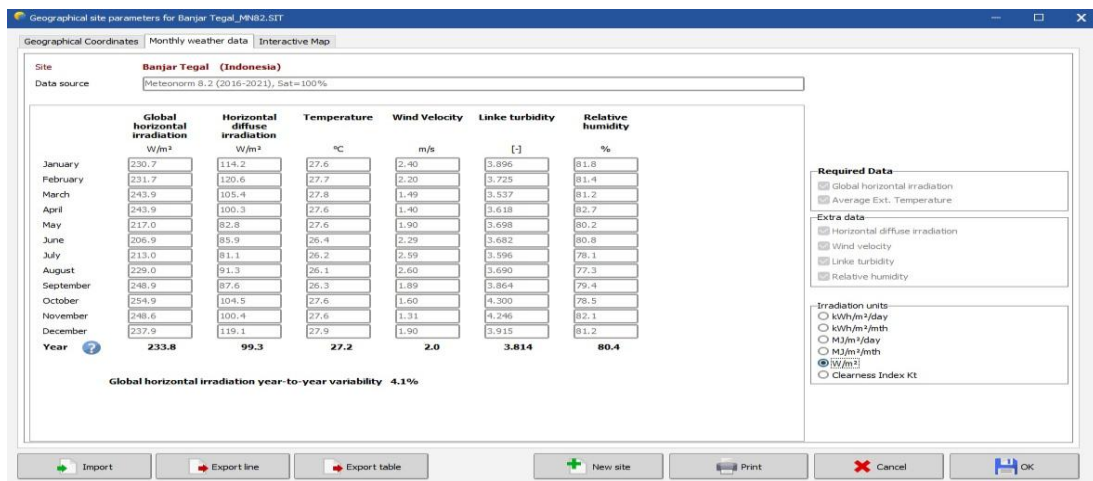 Geographical site parameters for Banjar Tegal_MN82.SIT
Geographical Coordinates Monthly weather data Interactive Map
Site Banjar Tegal (Indonesia)
Data source Meteonorm 8.2 (2016-2021), Sat=100%
Global horizontal irradiation Horizontal diffuse irradiation Temperature Wind Velocity Linke turbidity Relative humidity
W/m² W/m² °C m/s [-] %
January 230.7 114.2 27.6 2.40 3.896 81.8
February 231.7 120.6 27.7 2.20 3.725 81.4
March 243.9 105.4 27.8 1.49 3.537 81.2
April 243.9 100.3 27.6 1.40 3.618 82.7
May 217.0 82.8 27.6 1.90 3.698 80.2
June 206.9 85.9 26.4 2.29 3.682 80.8
July 213.0 81.1 26.2 2.59 3.596 78.1
August 229.0 91.3 26.1 2.60 3.690 77.3
September 248.9 87.6 26.3 1.89 3.864 79.4
October 254.9 104.5 27.6 1.60 4.300 78.5
November 248.6 100.4 27.6 1.31 4.246 82.1
December 237.9 119.1 27.9 1.90 3.915 81.2
Year ? 233.8 99.3 27.2 2.0 3.814 80.4
Global horizontal irradiation year-to-year variability 4.1%
Required Data
Global horizontal irradiation
Average Ext. Temperature
Extra data
Horizontal diffuse irradiation
Wind velocity
Linke turbidity
Relative humidity
Irradiation units
kWh/m²/day
kWh/m²/mth
MJ/m²/day
MJ/m²/mth
W/m²
Clearness Index Kt
Import Export line Export table New site Print Cancel OK